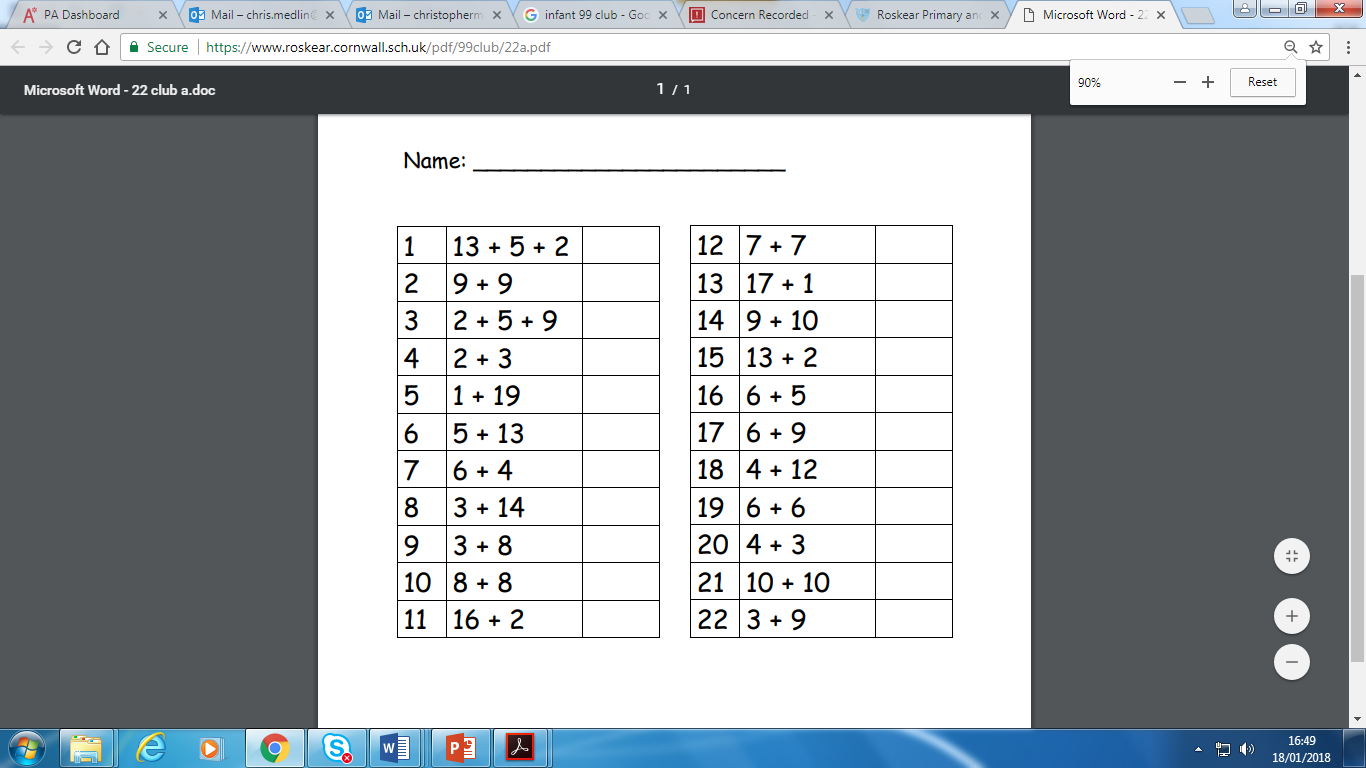 PA Dashboard
Mail – chris.medlin@
Mail – christopherm
infant 99 club - Goo
Concern Recorded -
Roskear Primary and
Microsoft Word - 22
Secure https://www.roskear.cornwall.sch.uk/pdf/99club/22a.pdf
90% − + Reset
Microsoft Word - 22 club a.doc 1 / 1
Name: ________________________
1 13 + 5 + 2
2 9 + 9
3 2 + 5 + 9
4 2 + 3
5 1 + 19
6 5 + 13
7 6 + 4
8 3 + 14
9 3 + 8
10 8 + 8
11 16 + 2
12 7 + 7
13 17 + 1
14 9 + 10
15 13 + 2
16 6 + 5
17 6 + 9
18 4 + 12
19 6 + 6
20 4 + 3
21 10 + 10
22 3 + 9
16:49
18/01/2018